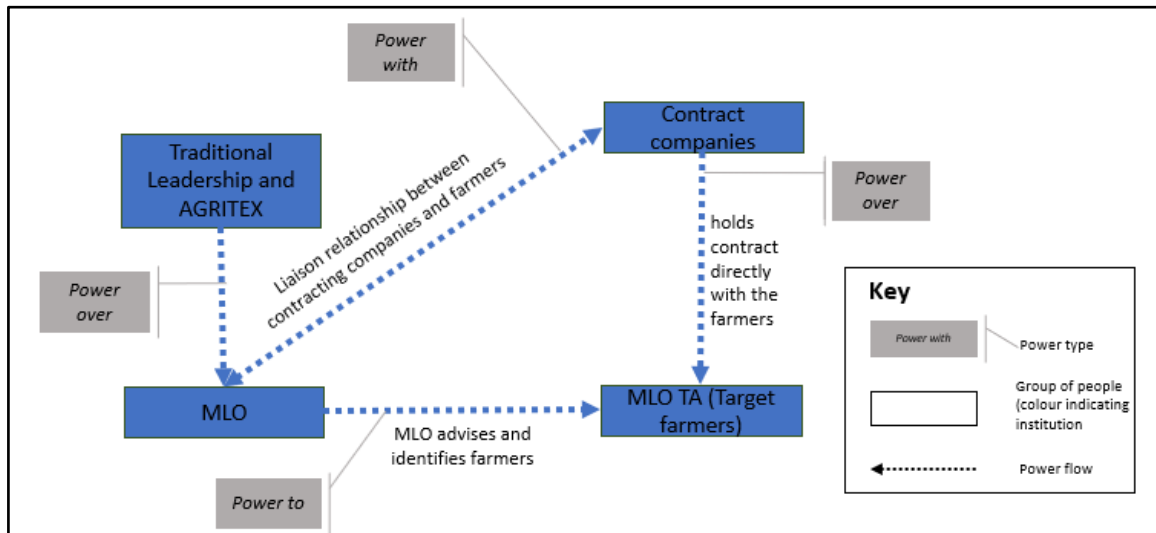 Power
with
Contract
companies
Traditional
Leadership and
AGRITEX
Power
over
Liaison relationship between
contracting companies and farmers
holds
contract
directly
with the
farmers
Power
over
MLO
MLO TA (Target
farmers)
MLO advises and
identifies farmers
Power to
Key
Power with
Power type
Group of people
(colour indicating
institution
Power flow